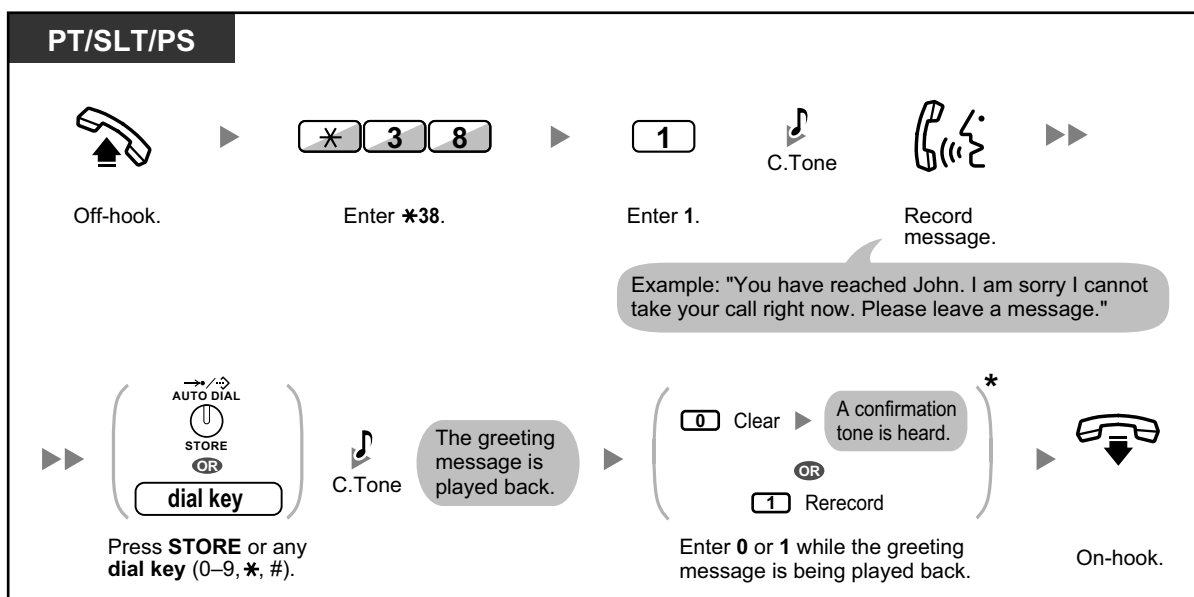 PT/SLT/PS
✳ 3 8
1
C.Tone
Off-hook.
Enter ✳38.
Enter 1.
Record
message.
Example: "You have reached John. I am sorry I cannot
take your call right now. Please leave a message."
AUTO DIAL
STORE
OR
dial key
C.Tone
The greeting
message is
played back.
0 Clear
A confirmation
tone is heard.
*
OR
1 Rerecord
Press STORE or any
dial key (0–9, ✳, #).
Enter 0 or 1 while the greeting
message is being played back.
On-hook.